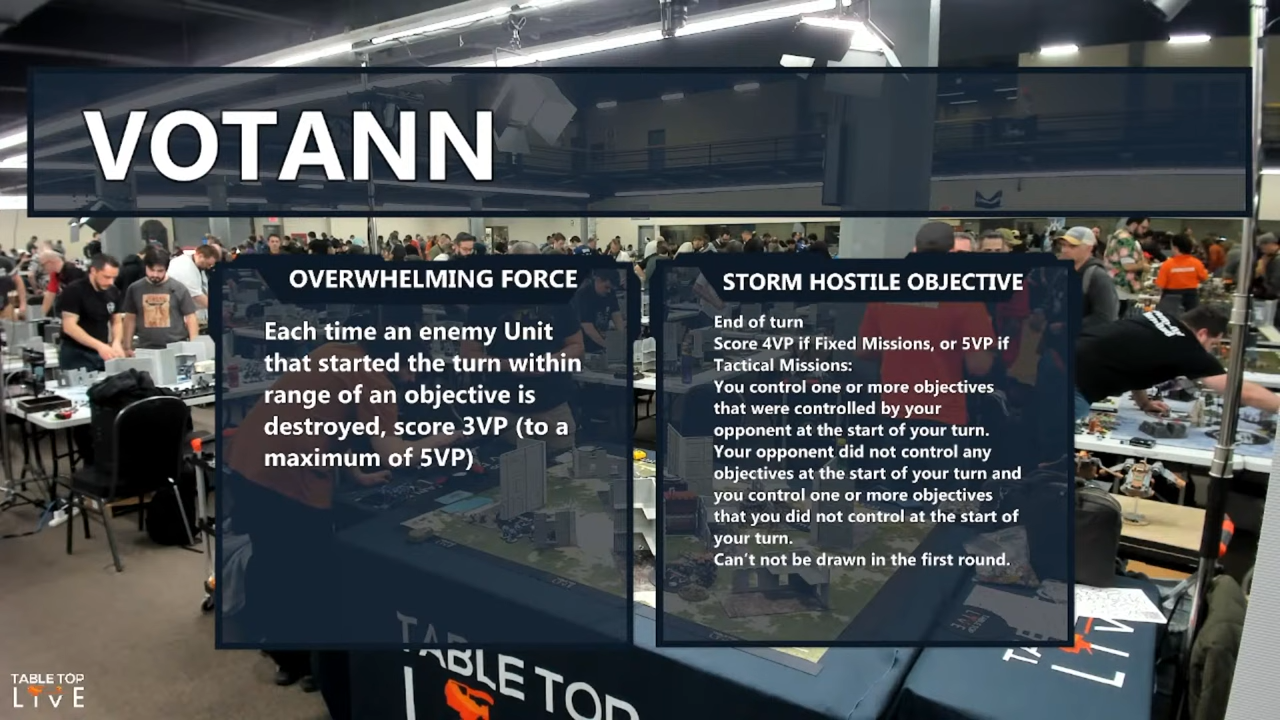 VOTANN
OVERWHELMING FORCE
Each time an enemy Unit
that started the turn within
range of an objective is
destroyed, score 3VP (to a
maximum of 5VP)
STORM HOSTILE OBJECTIVE
End of turn
Score 4VP if Fixed Missions, or 5VP if
Tactical Missions:
You control one or more objectives
that were controlled by your
opponent at the start of your turn.
Your opponent did not control any
objectives at the start of your turn and
you control one or more objectives
that you did not control at the start of
your turn.
Can't not be drawn in the first round.
TABLE TOP
L
TABLE TOP
LIVE